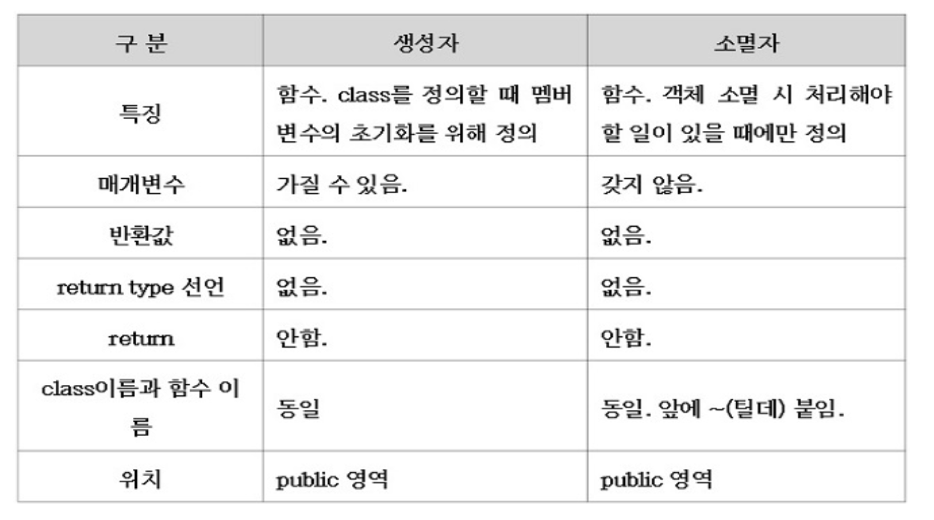 구 분 생성자 소멸자
특징 함수. class를 정의할 때 멤버 함수. 객체 소멸 시 처리해야
변수의 초기화를 위해 정의 할 일이 있을 때에만 정의
매개변수 가질 수 있음. 갖지 않음.
반환값 없음. 없음.
return type 선언 없음. 없음.
return 안함. 안함.
class이름과 함수 이
름 동일 동일. 앞에 ~(틸데) 붙임.
위치 public 영역 public 영역